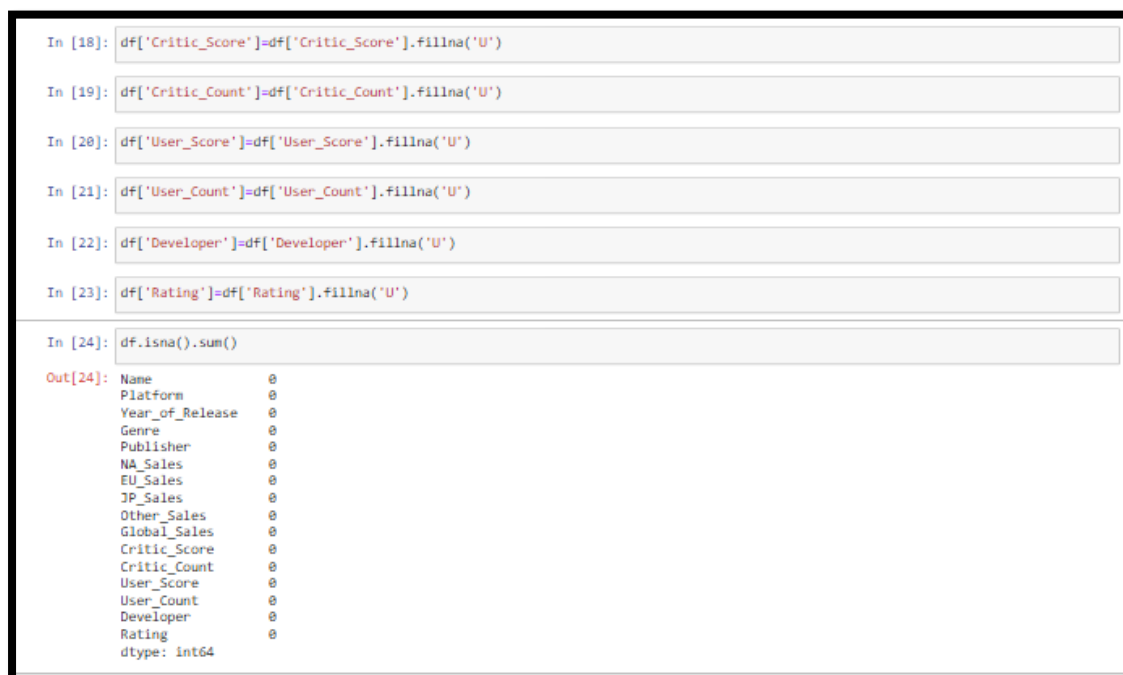 In [18]: df['Critic_Score']=df['Critic_Score'].fillna('U')
In [19]: df['Critic_Count']=df['Critic_Count'].fillna('U')
In [20]: df['User_Score']=df['User_Score'].fillna('U')
In [21]: df['User_Count']=df['User_Count'].fillna('U')
In [22]: df['Developer']=df['Developer'].fillna('U')
In [23]: df['Rating']=df['Rating'].fillna('U')
In [24]: df.isna().sum()
Out[24]: Name 0
Platform 0
Year_of_Release 0
Genre 0
Publisher 0
NA_Sales 0
EU_Sales 0
JP_Sales 0
Other_Sales 0
Global_Sales 0
Critic_Score 0
Critic_Count 0
User_Score 0
User_Count 0
Developer 0
Rating 0
dtype: int64